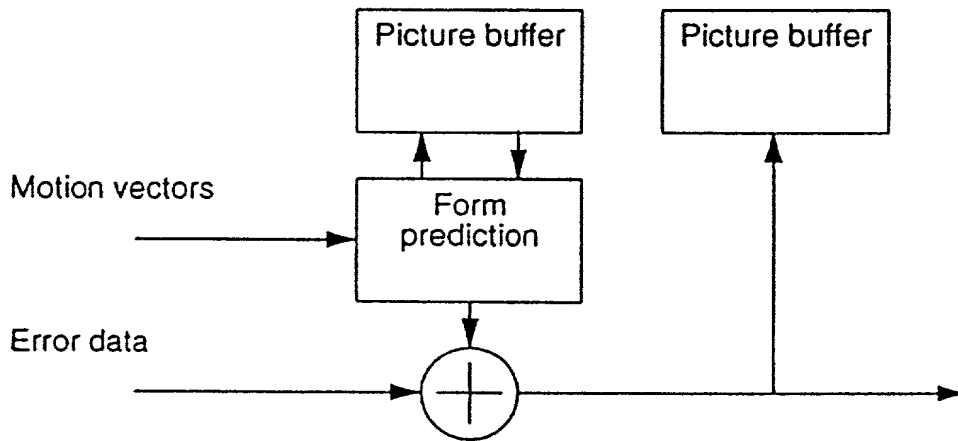 Picture buffer
Picture buffer
Motion vectors
Form
prediction
Error data